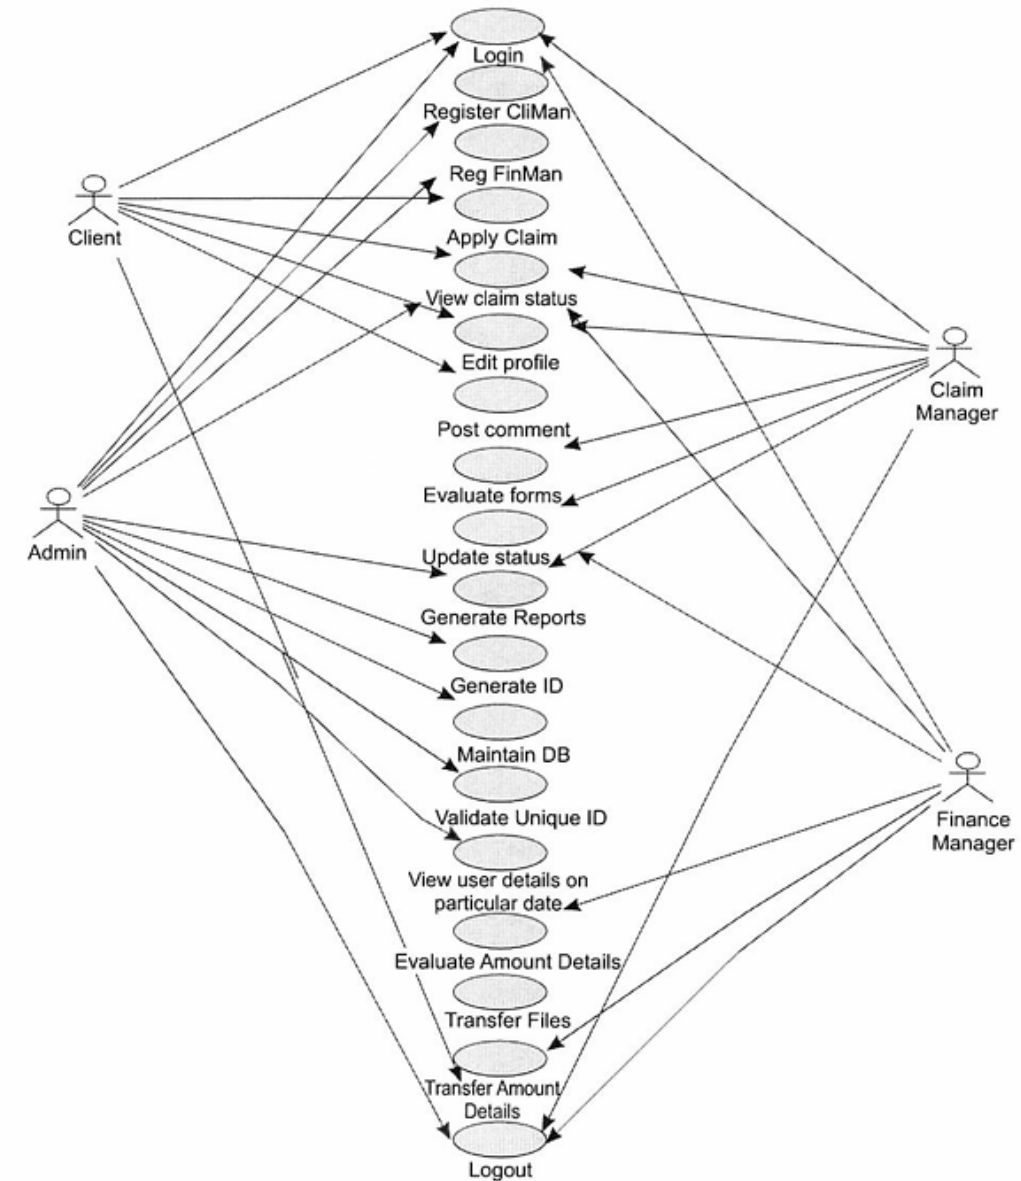 Login
Register CliMan
Reg FinMan
Client
Apply Claim
View claim status
Edit profile
Claim
Manager
Post comment
Evaluate forms
Admin
Update status
Generate Reports
Generate ID
Maintain DB
Validate Unique ID
Finance
Manager
View user details on
particular date
Evaluate Amount Details
Transfer Files
Transfer Amount
Details
Logout